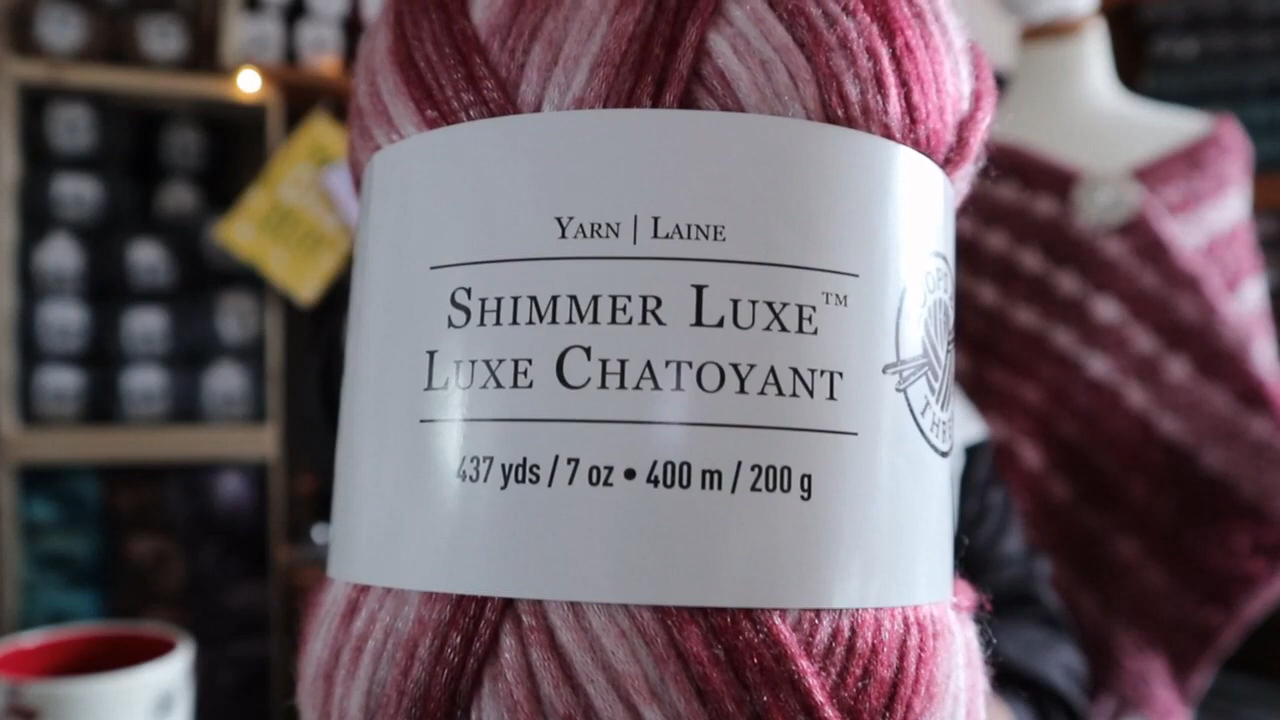 YARN | LAINE
SHIMMER LUXE™
LUXE CHATOYANT
437 yds / 7 oz • 400 m / 200 g